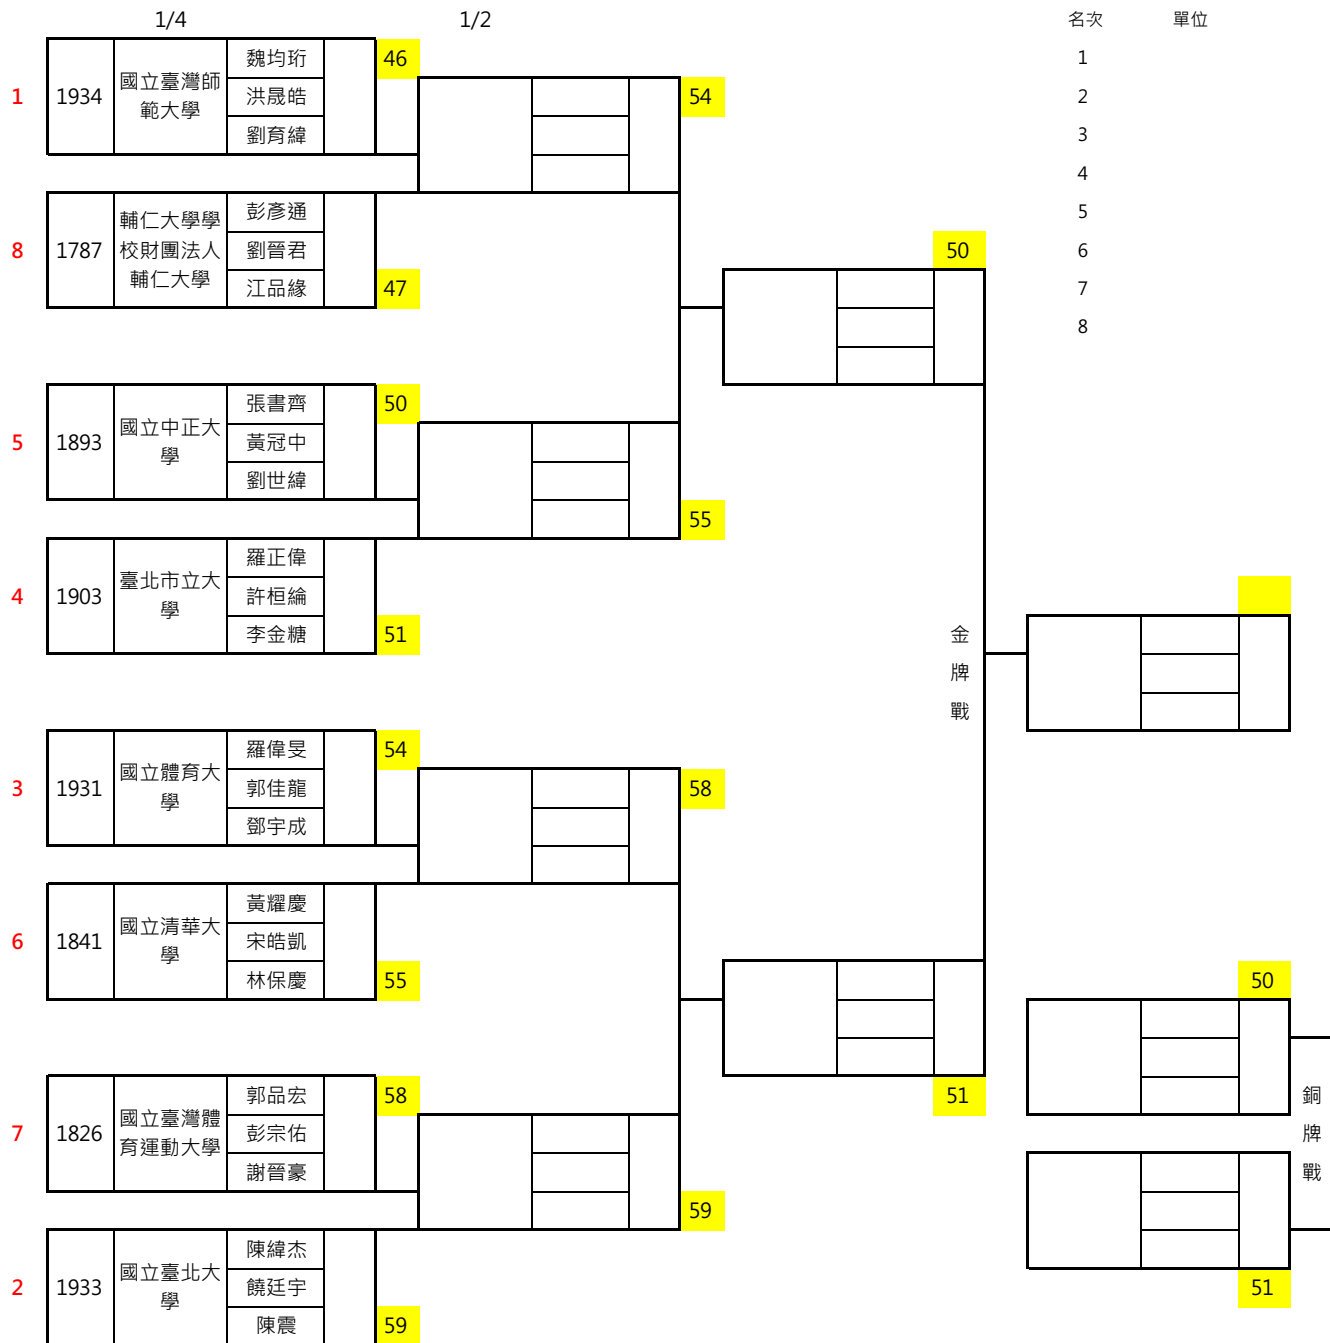 1/4
1/2
名次 單位
1
2
3
4
5
6
7
8
1 1934 國立臺灣師
範大學
魏均珩
洪晟皓
劉育緯
46
54
8 1787 輔仁大學學
校財團法人
輔仁大學
彭彥通
劉晉君
江品緣
47
50
5 1893 國立中正大
學
張書齊
黃冠中
劉世緯
50
55
4 1903 臺北市立大
學
羅正偉
許桓綸
李金糖
51
金
牌
戰
3 1931 國立體育大
學
羅偉旻
郭佳龍
鄧宇成
54
58
6 1841 國立清華大
學
黃耀慶
宋皓凱
林保慶
55
50
7 1826 國立臺灣體
育運動大學
郭品宏
彭宗佑
謝晉豪
58
51
59
銅
牌
戰
2 1933 國立臺北大
學
陳緯杰
饒廷宇
陳震
59
51